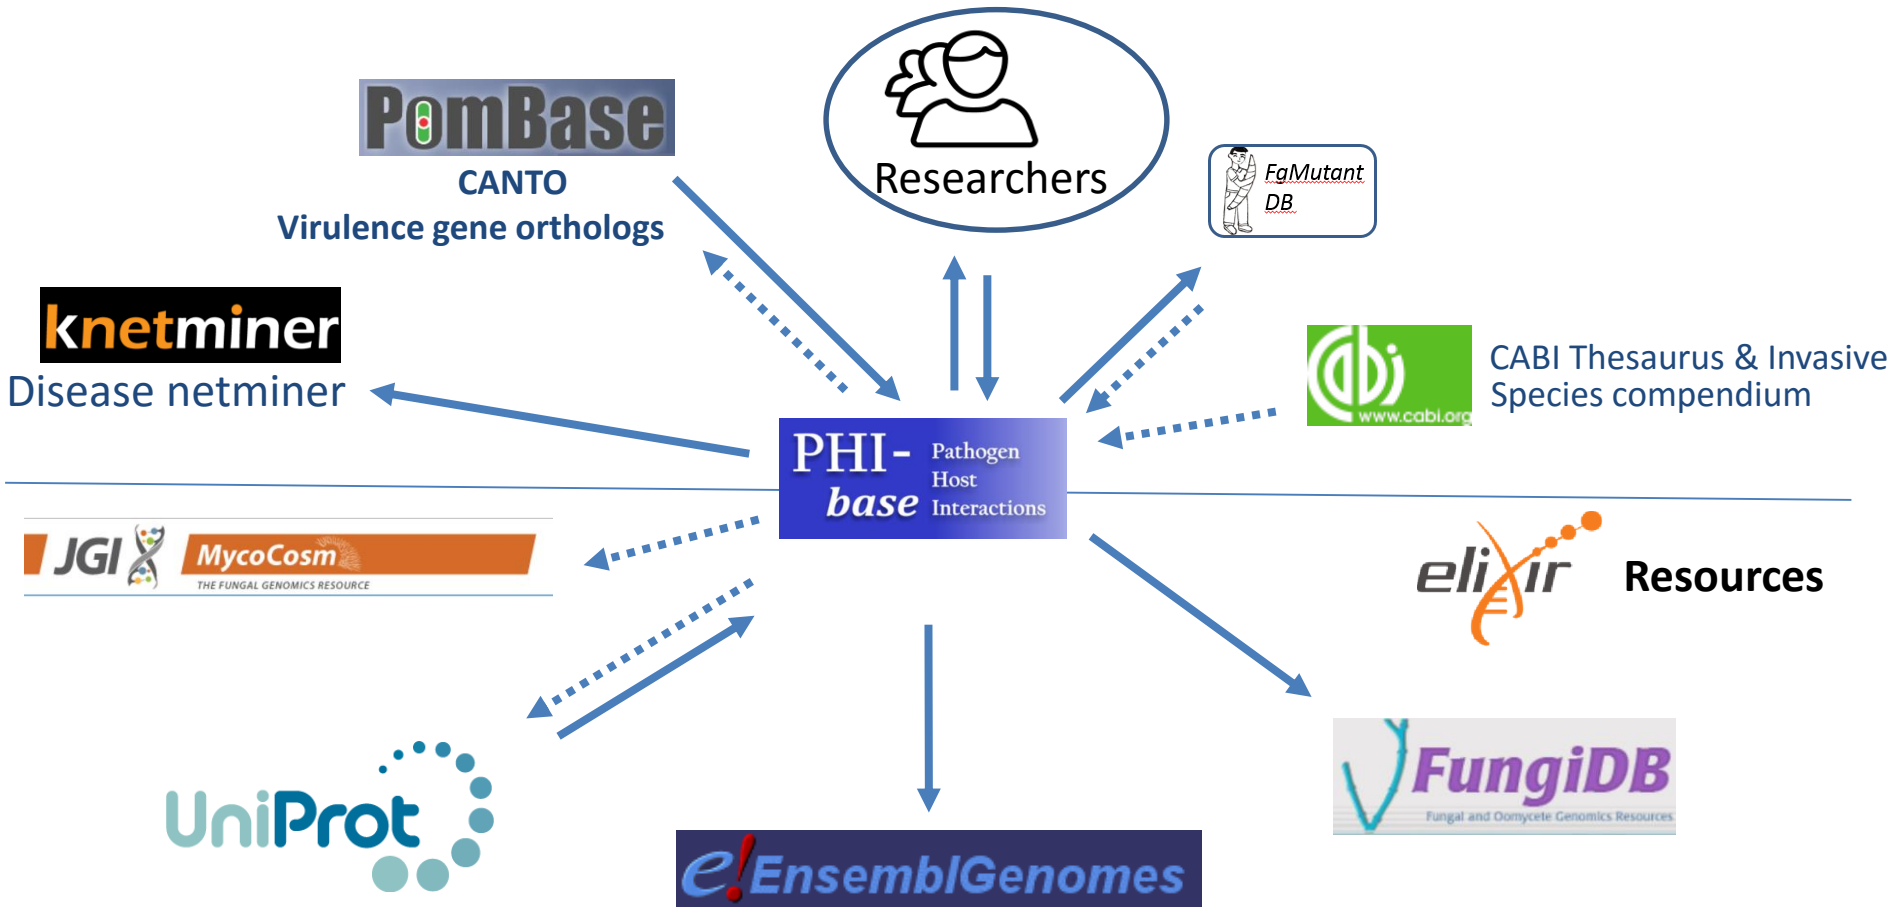 PomBase
CANTO
Virulence gene orthologs
Researchers
FgMutant
DB
knetminer
Disease netminer
Cabi
www.cabi.org
CABI Thesaurus & Invasive
Species compendium
PHI-
base
Pathogen
Host
Interactions
JGI
MycoCosm
THE FUNGAL GENOMICS RESOURCE
elixir
Resources
UniProt
FungiDB
Fungal and Oomycete Genomics Resources
e!EnsemblGenomes